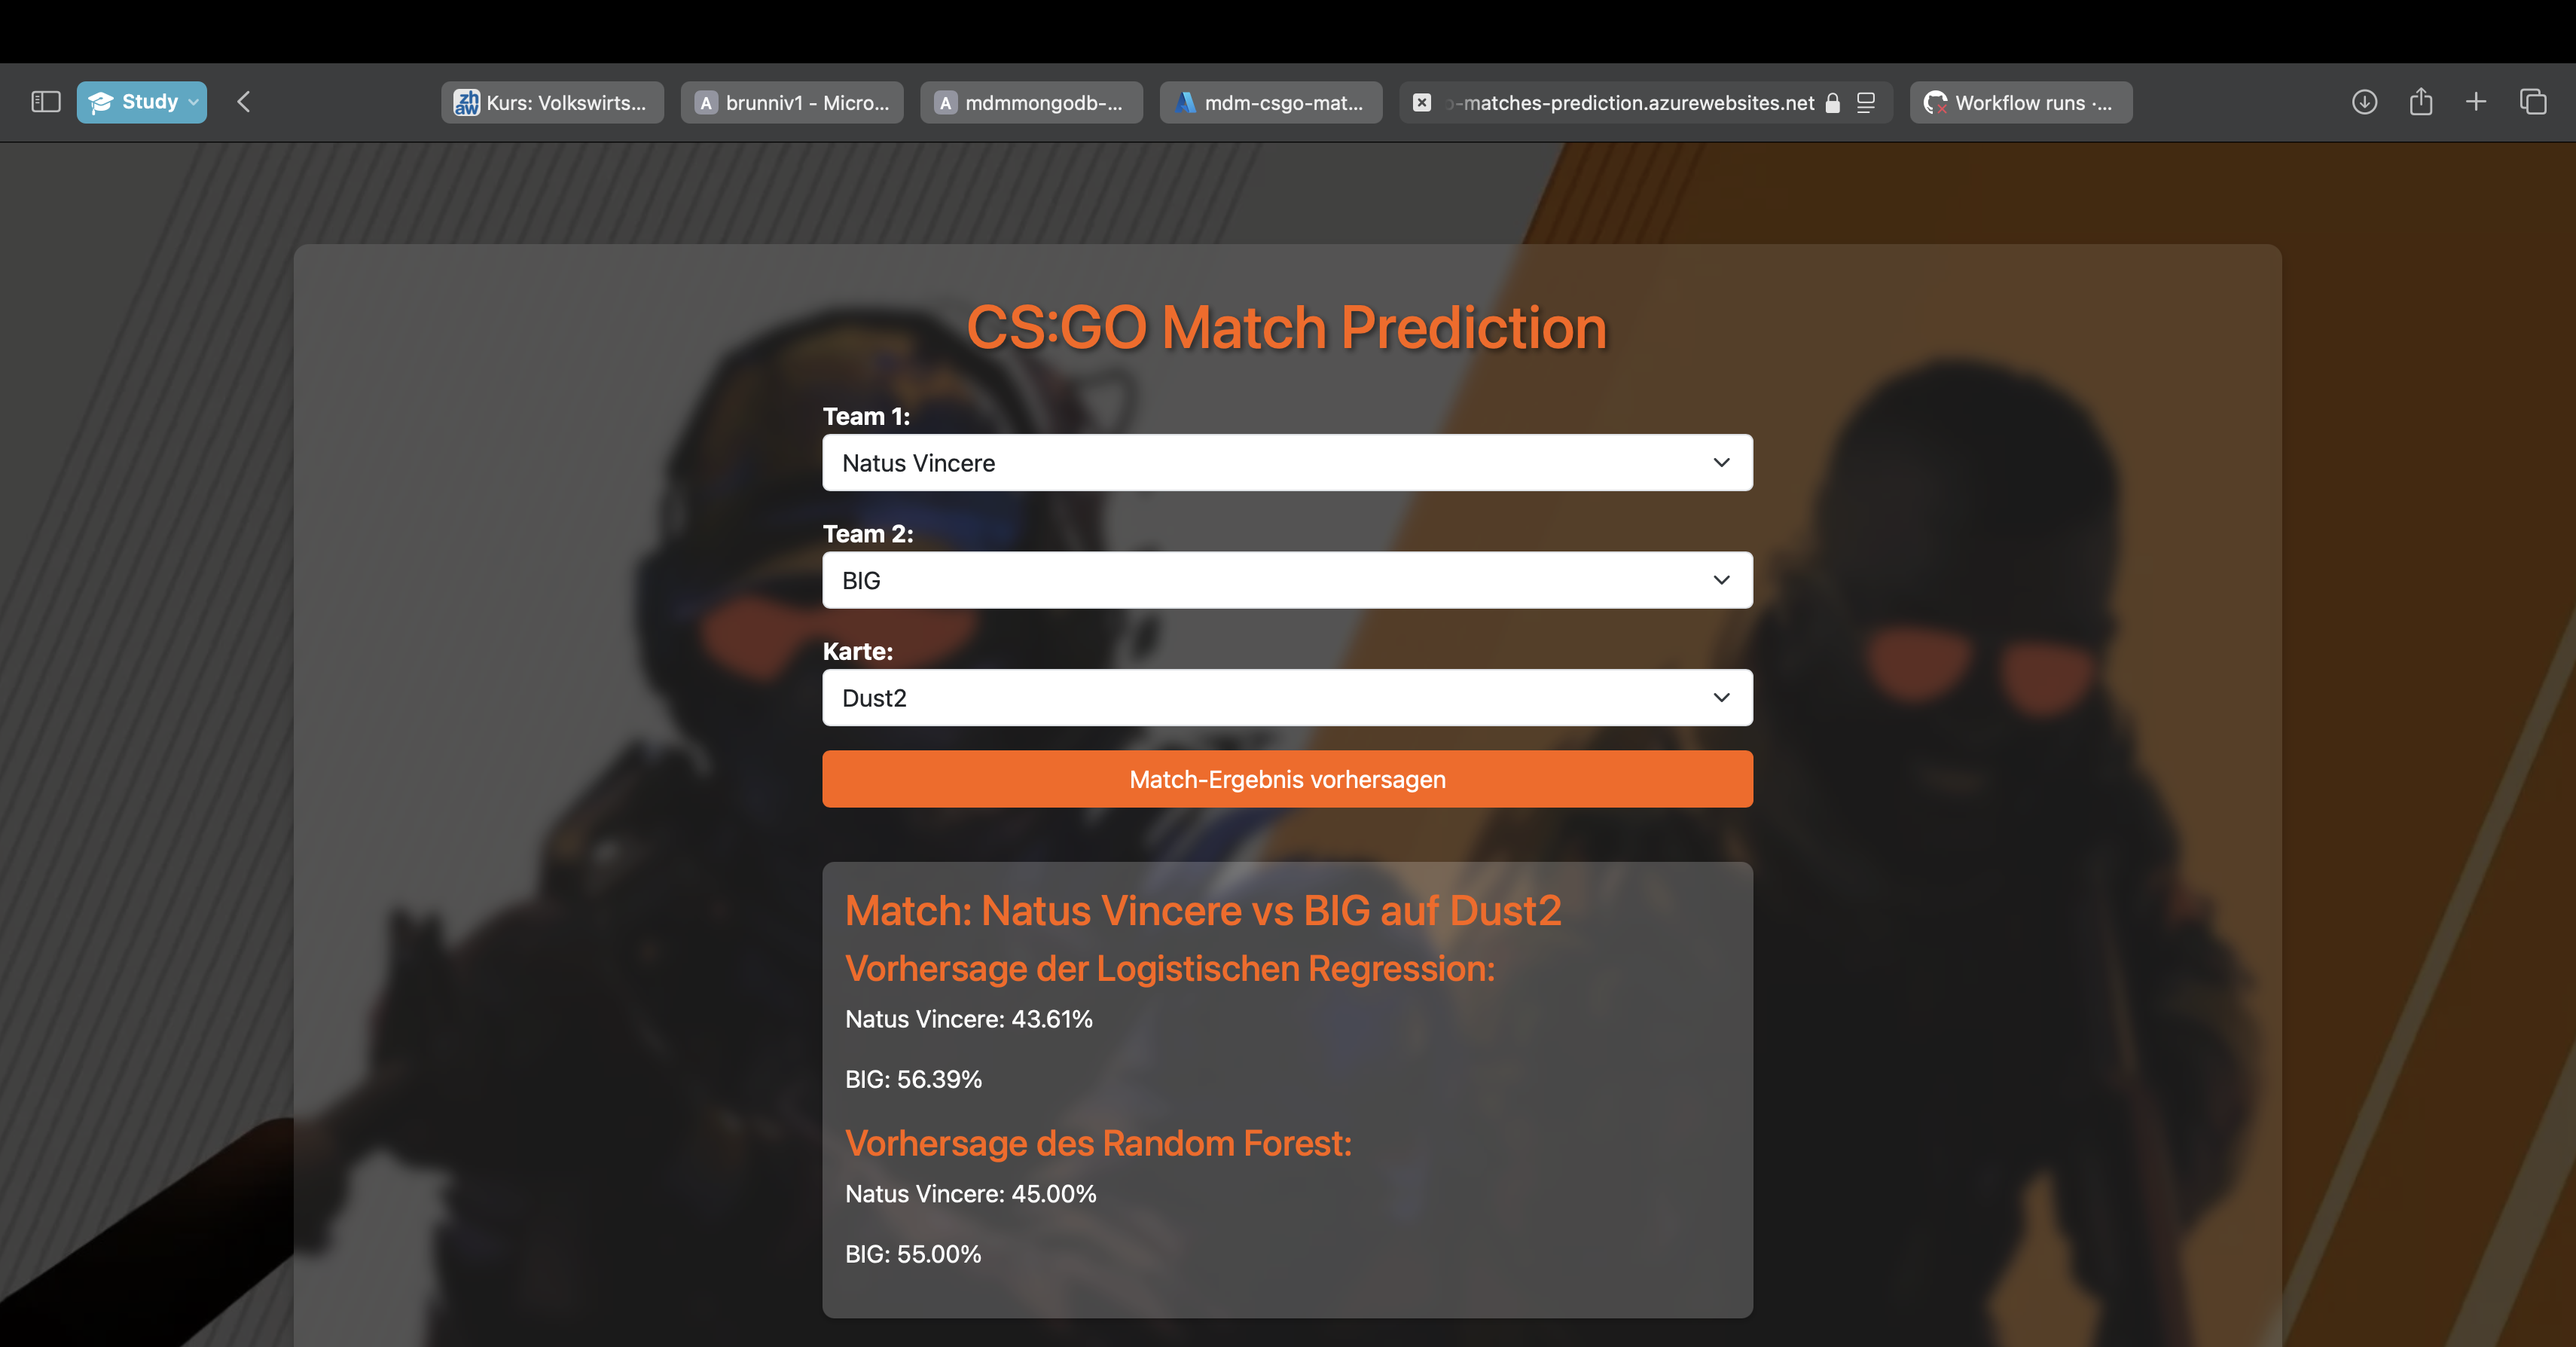 Study
zh aw Kurs: Volkswirts...
A brunniv1 - Micro...
A mdmmongodb-...
mdm-csgo-mat...
-matches-prediction.azurewebsites.net
Workflow runs ·...
CS:GO Match Prediction
Team 1:
Natus Vincere
Team 2:
BIG
Karte:
Dust2
Match-Ergebnis vorhersagen
Match: Natus Vincere vs BIG auf Dust2
Vorhersage der Logistischen Regression:
Natus Vincere: 43.61%
BIG: 56.39%
Vorhersage des Random Forest:
Natus Vincere: 45.00%
BIG: 55.00%